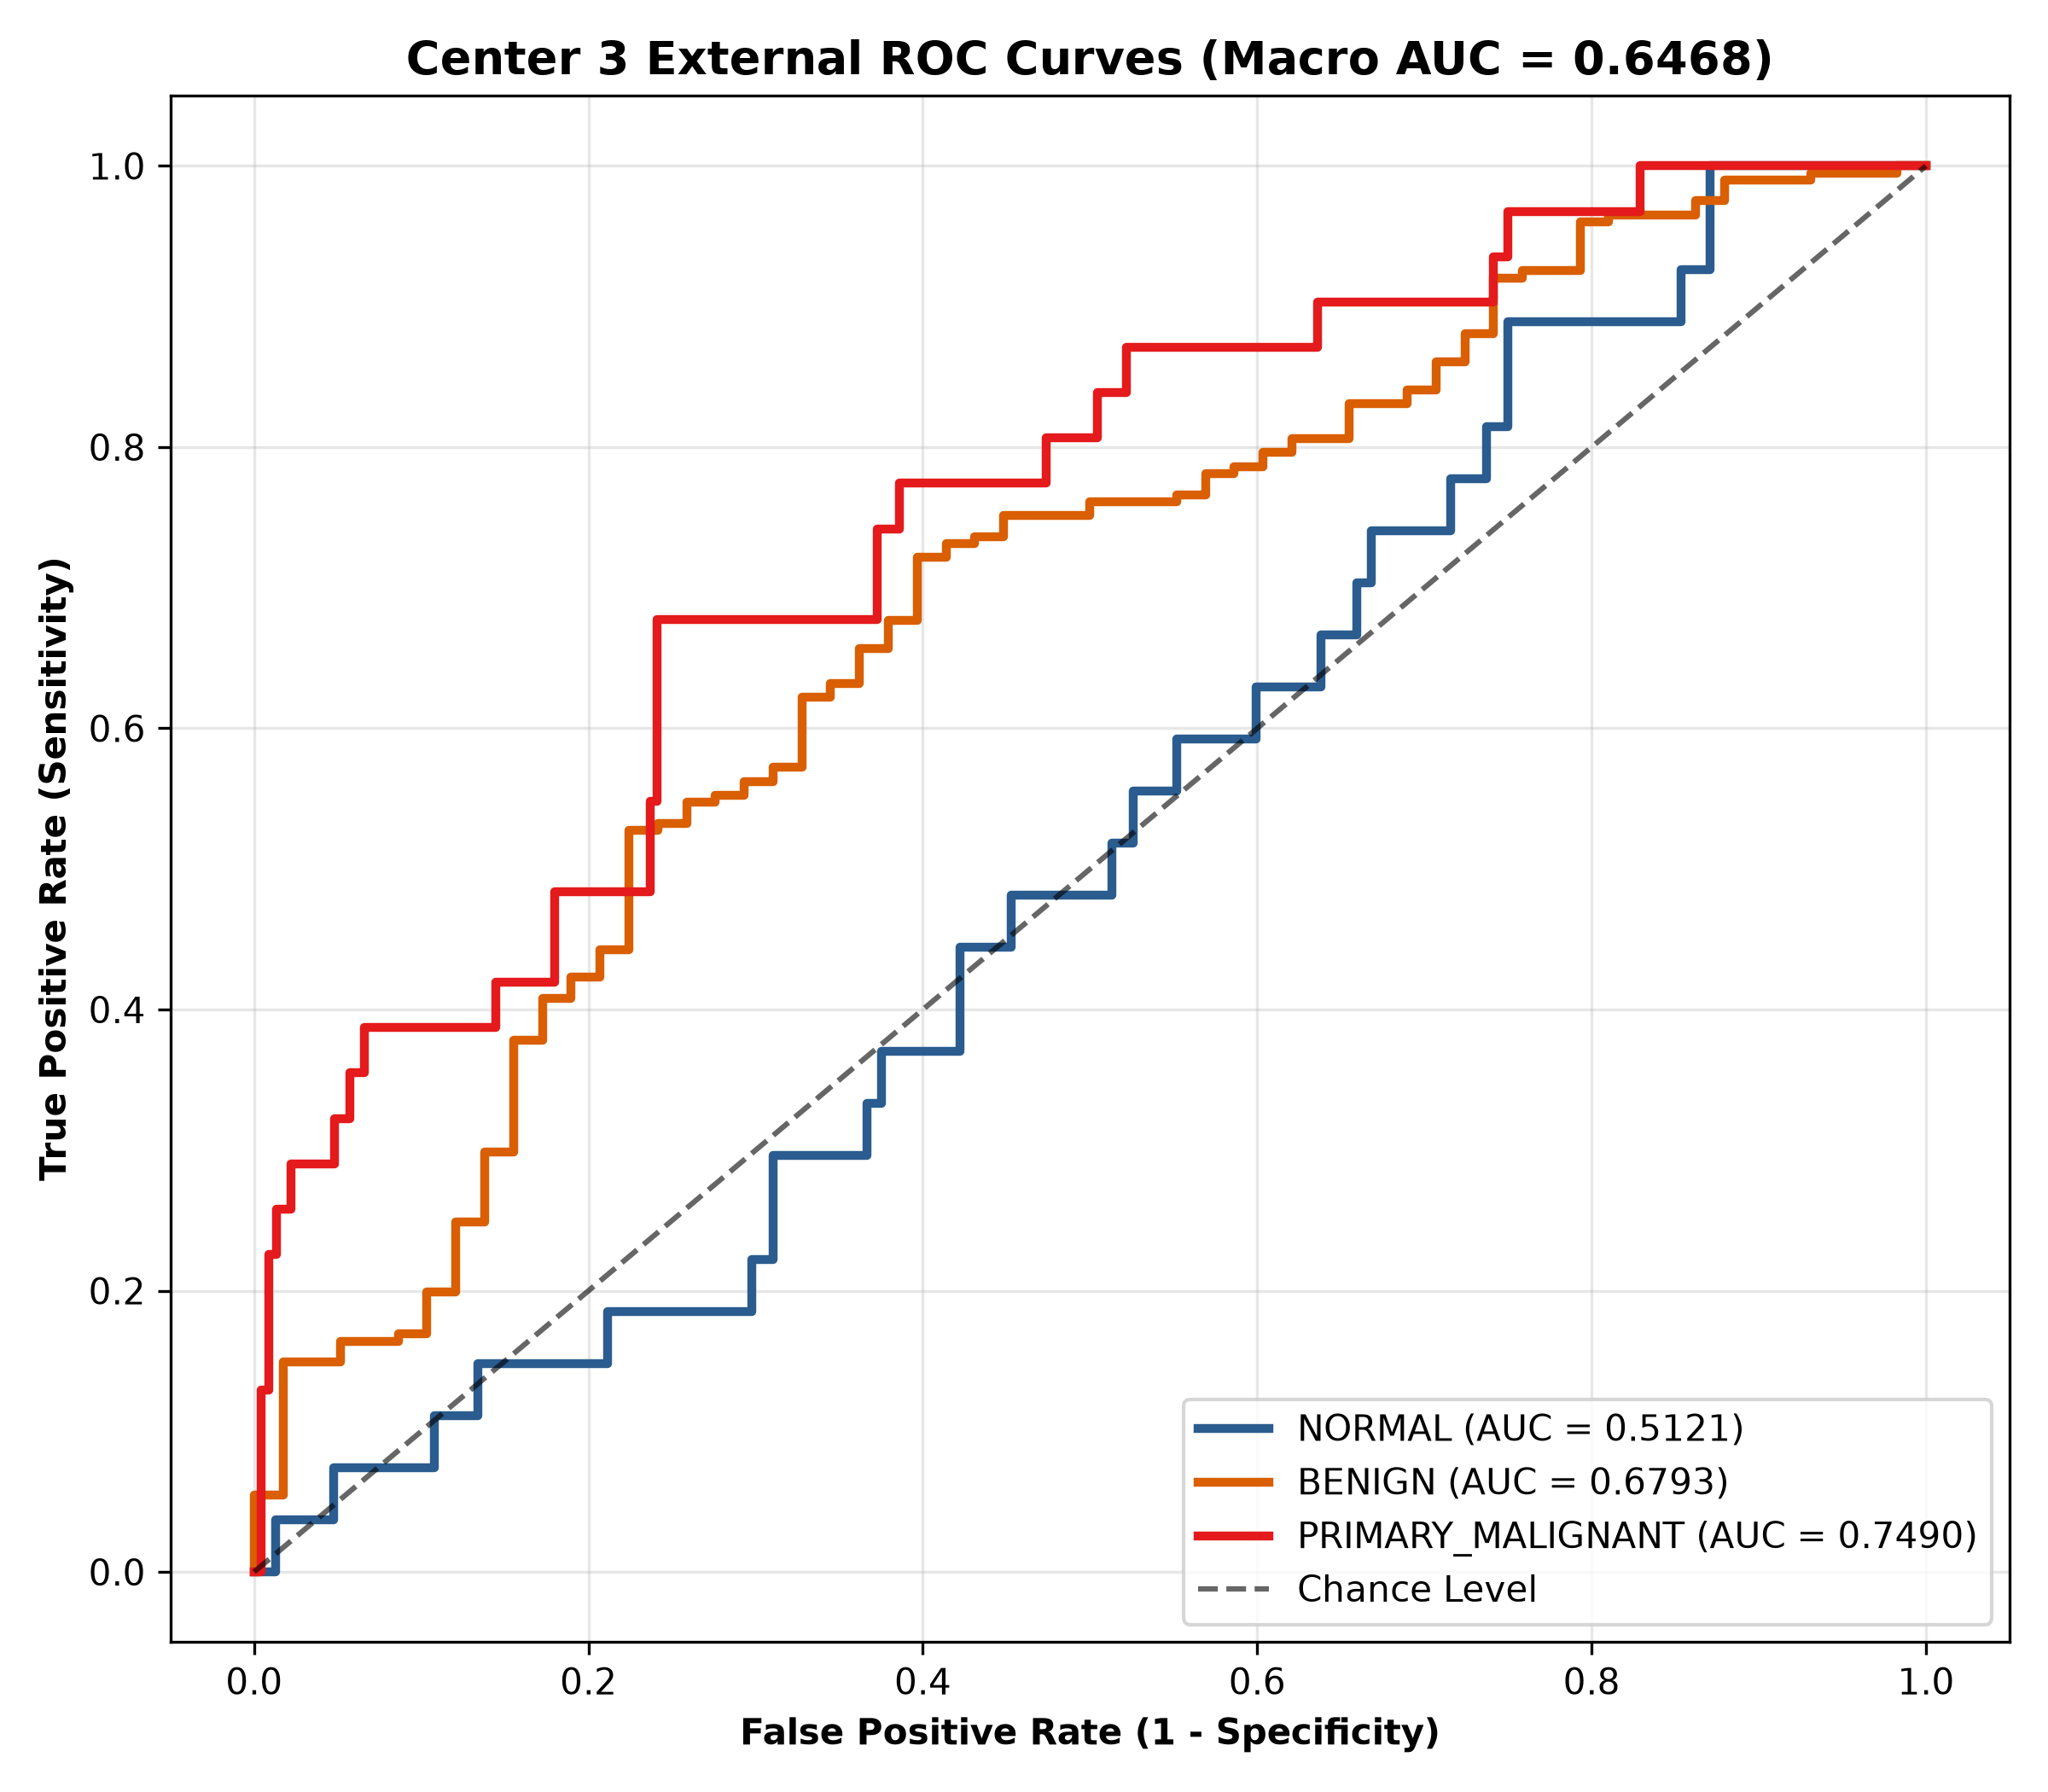 Center 3 External ROC Curves (Macro AUC = 0.6468)
True Positive Rate (Sensitivity)
1.0
0.8
0.6
0.4
0.2
0.0
0.0 0.2 0.4 0.6 0.8 1.0
False Positive Rate (1 - Specificity)
NORMAL (AUC = 0.5121)
BENIGN (AUC = 0.6793)
PRIMARY_MALIGNANT (AUC = 0.7490)
Chance Level